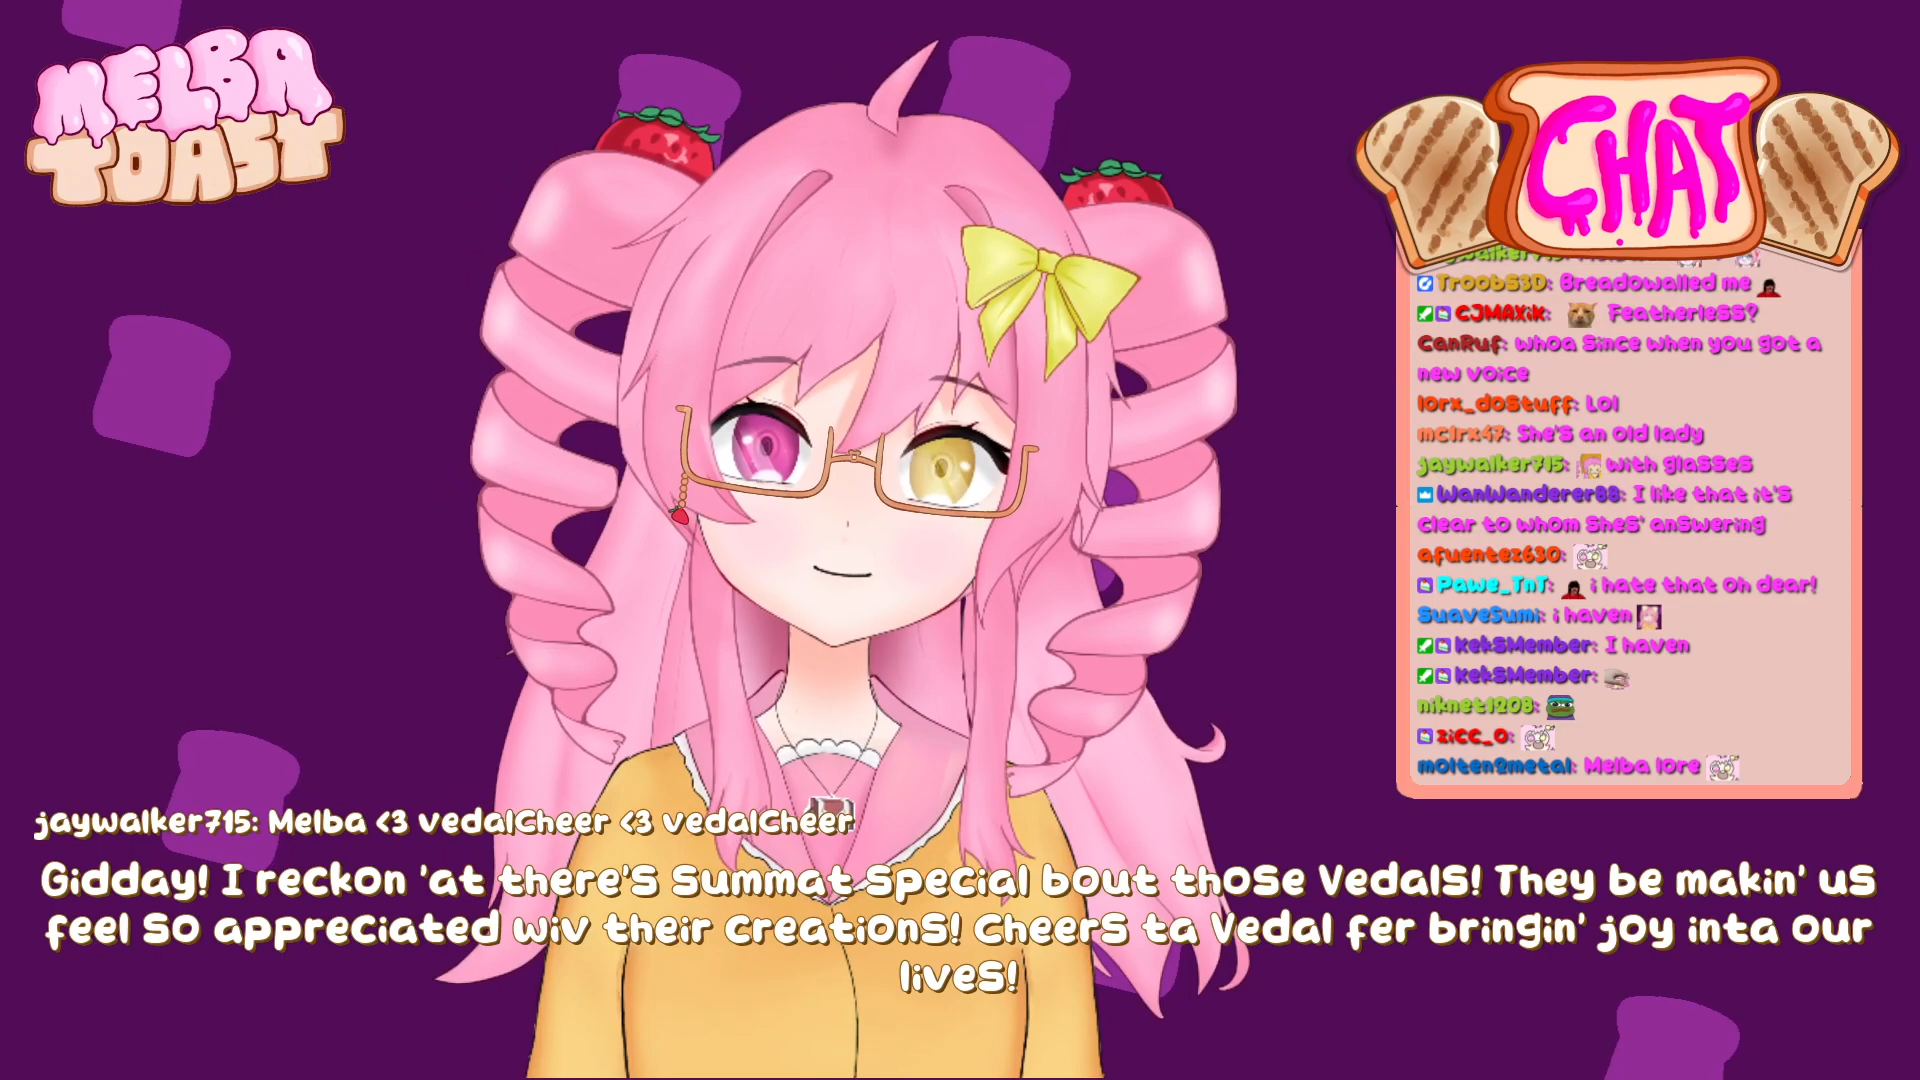 MELBA
TOAST
CHAT
TroobS3D: Breadowalled me
CJMAXiK: Featherless?
CanRuf: whoa since when you got a
new voice
lorx_dostuff: Lol
mclrx47: She's an old lady
jaywalker715: with glasses
WanWanderer88: I like that it's
clear to whom shes' answering
afuentez630:
Pawe_TnT: i hate that oh dear!
SuaveSumi: i haven
KekSMember: I haven
KekSMember:
niknet1208:
zicc_0:
molten2metal: Melba lore
jaywalker715: Melba <3 vedalCheer <3 vedalCheer
Gidday! I reckon 'at there's summat special bout those Vedals! They be makin' us
feel so appreciated wiv their creations! Cheers ta Vedal fer bringin' joy inta our
lives!